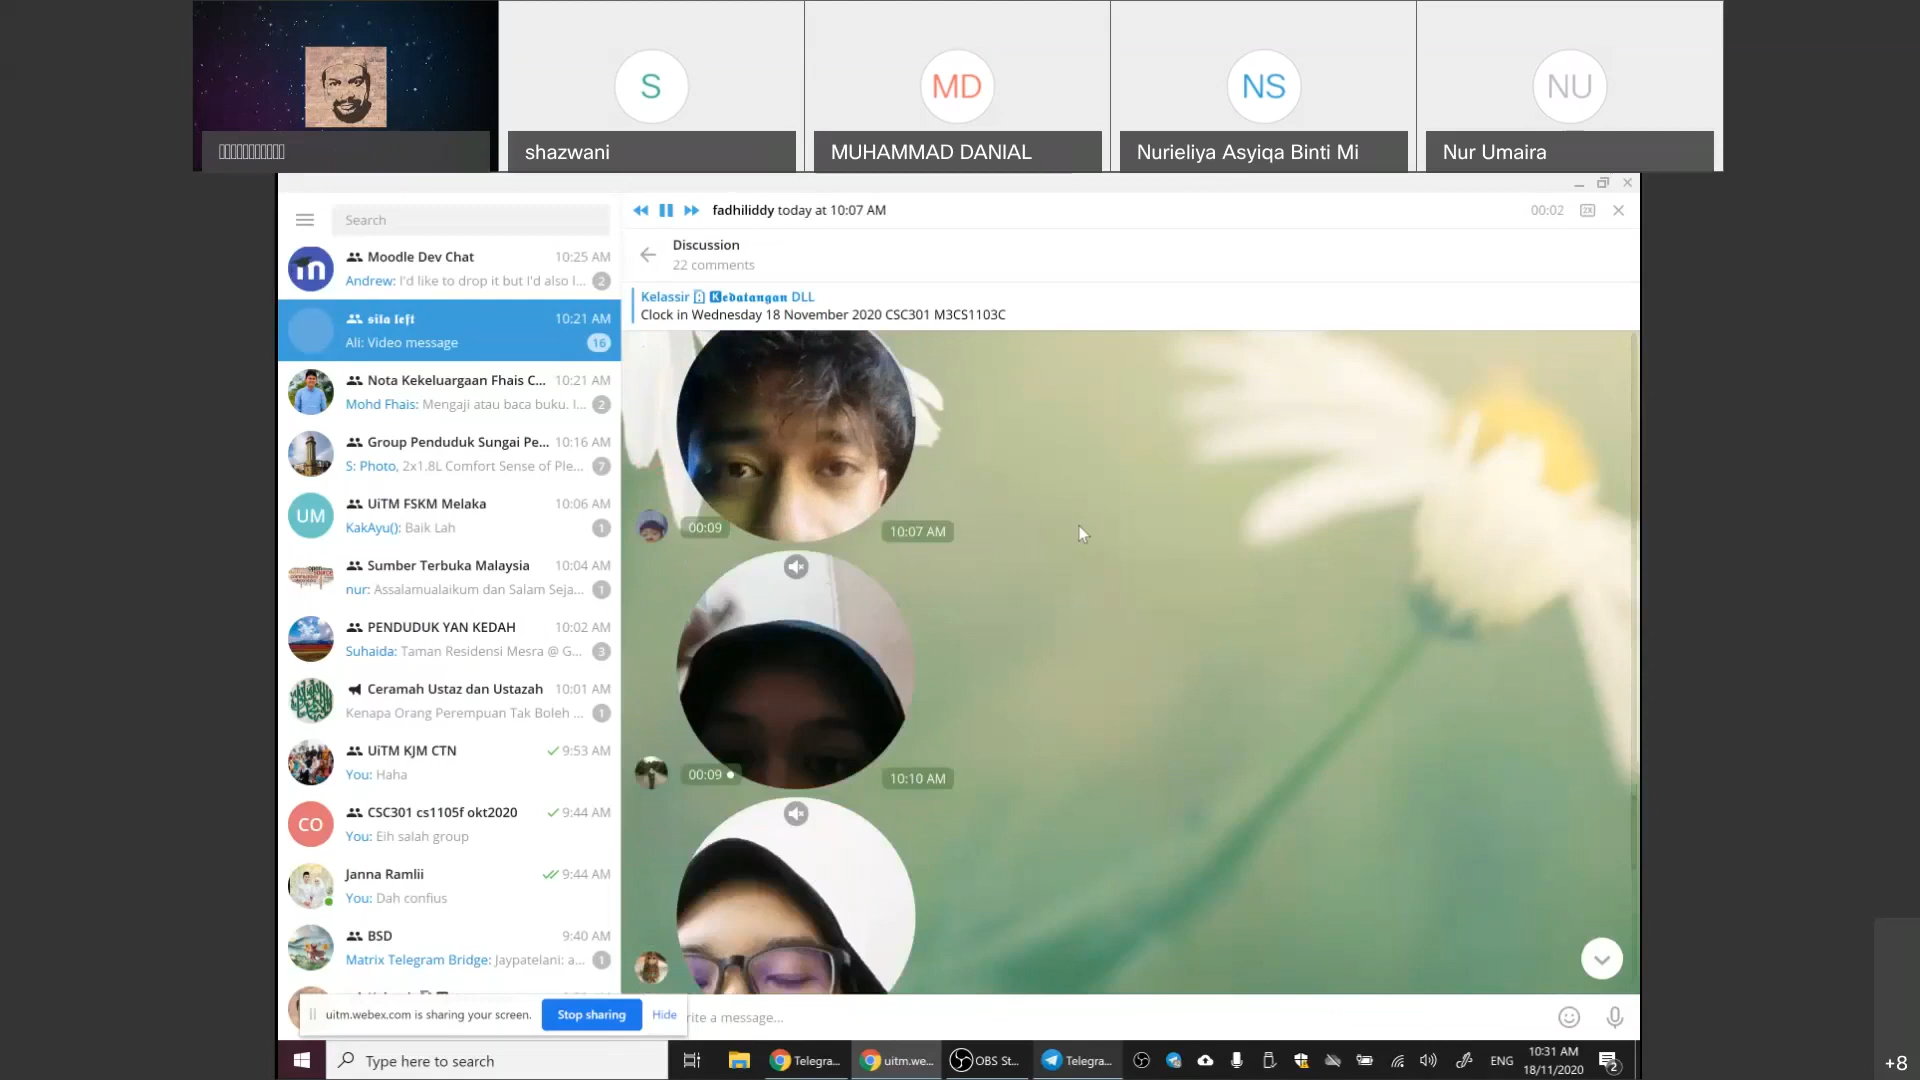 S
MD
NS
NU
shazwani
MUHAMMAD DANIAL
Nurieliya Asyiqa Binti Mi
Nur Umaira
Search
Moodle Dev Chat 10:25 AM
Andrew: I'd like to drop it but I'd also l... 2
sila left 10:21 AM
Ali: Video message 16
Nota Kekeluargaan Fhais C... 10:21 AM
Mohd Fhais: Mengaji atau baca buku. I... 2
Group Penduduk Sungai Pe... 10:16 AM
S: Photo, 2x1.8L Comfort Sense of Ple... 7
UM
UiTM FSKM Melaka 10:06 AM
KakAyu(): Baik Lah 1
Sumber Terbuka Malaysia 10:04 AM
nur: Assalamualaikum dan Salam Seja... 1
PENDUDUK YAN KEDAH 10:02 AM
Suhaida: Taman Residensi Mesra @ G... 3
Ceramah Ustaz dan Ustazah 10:01 AM
Kenapa Orang Perempuan Tak Boleh ... 1
UiTM KJM CTN 9:53 AM
You: Haha
CO
CSC301 cs1105f okt2020 9:44 AM
You: Eih salah group
Janna Ramlii 9:44 AM
You: Dah confius
BSD 9:40 AM
Matrix Telegram Bridge: Jaypatelani: a... 1
fadhiliddy today at 10:07 AM
00:02 2X
Discussion
22 comments
Kelassir Kedatangan DLL
Clock in Wednesday 18 November 2020 CSC301 M3CS1103C
00:09 10:07 AM
00:09 10:10 AM
uitm.webex.com is sharing your screen. Stop sharing Hide
rite a message...
Type here to search
Telegra...
uitm.we...
OBS St...
Telegra...
ENG
10:31 AM
18/11/2020
2
+8